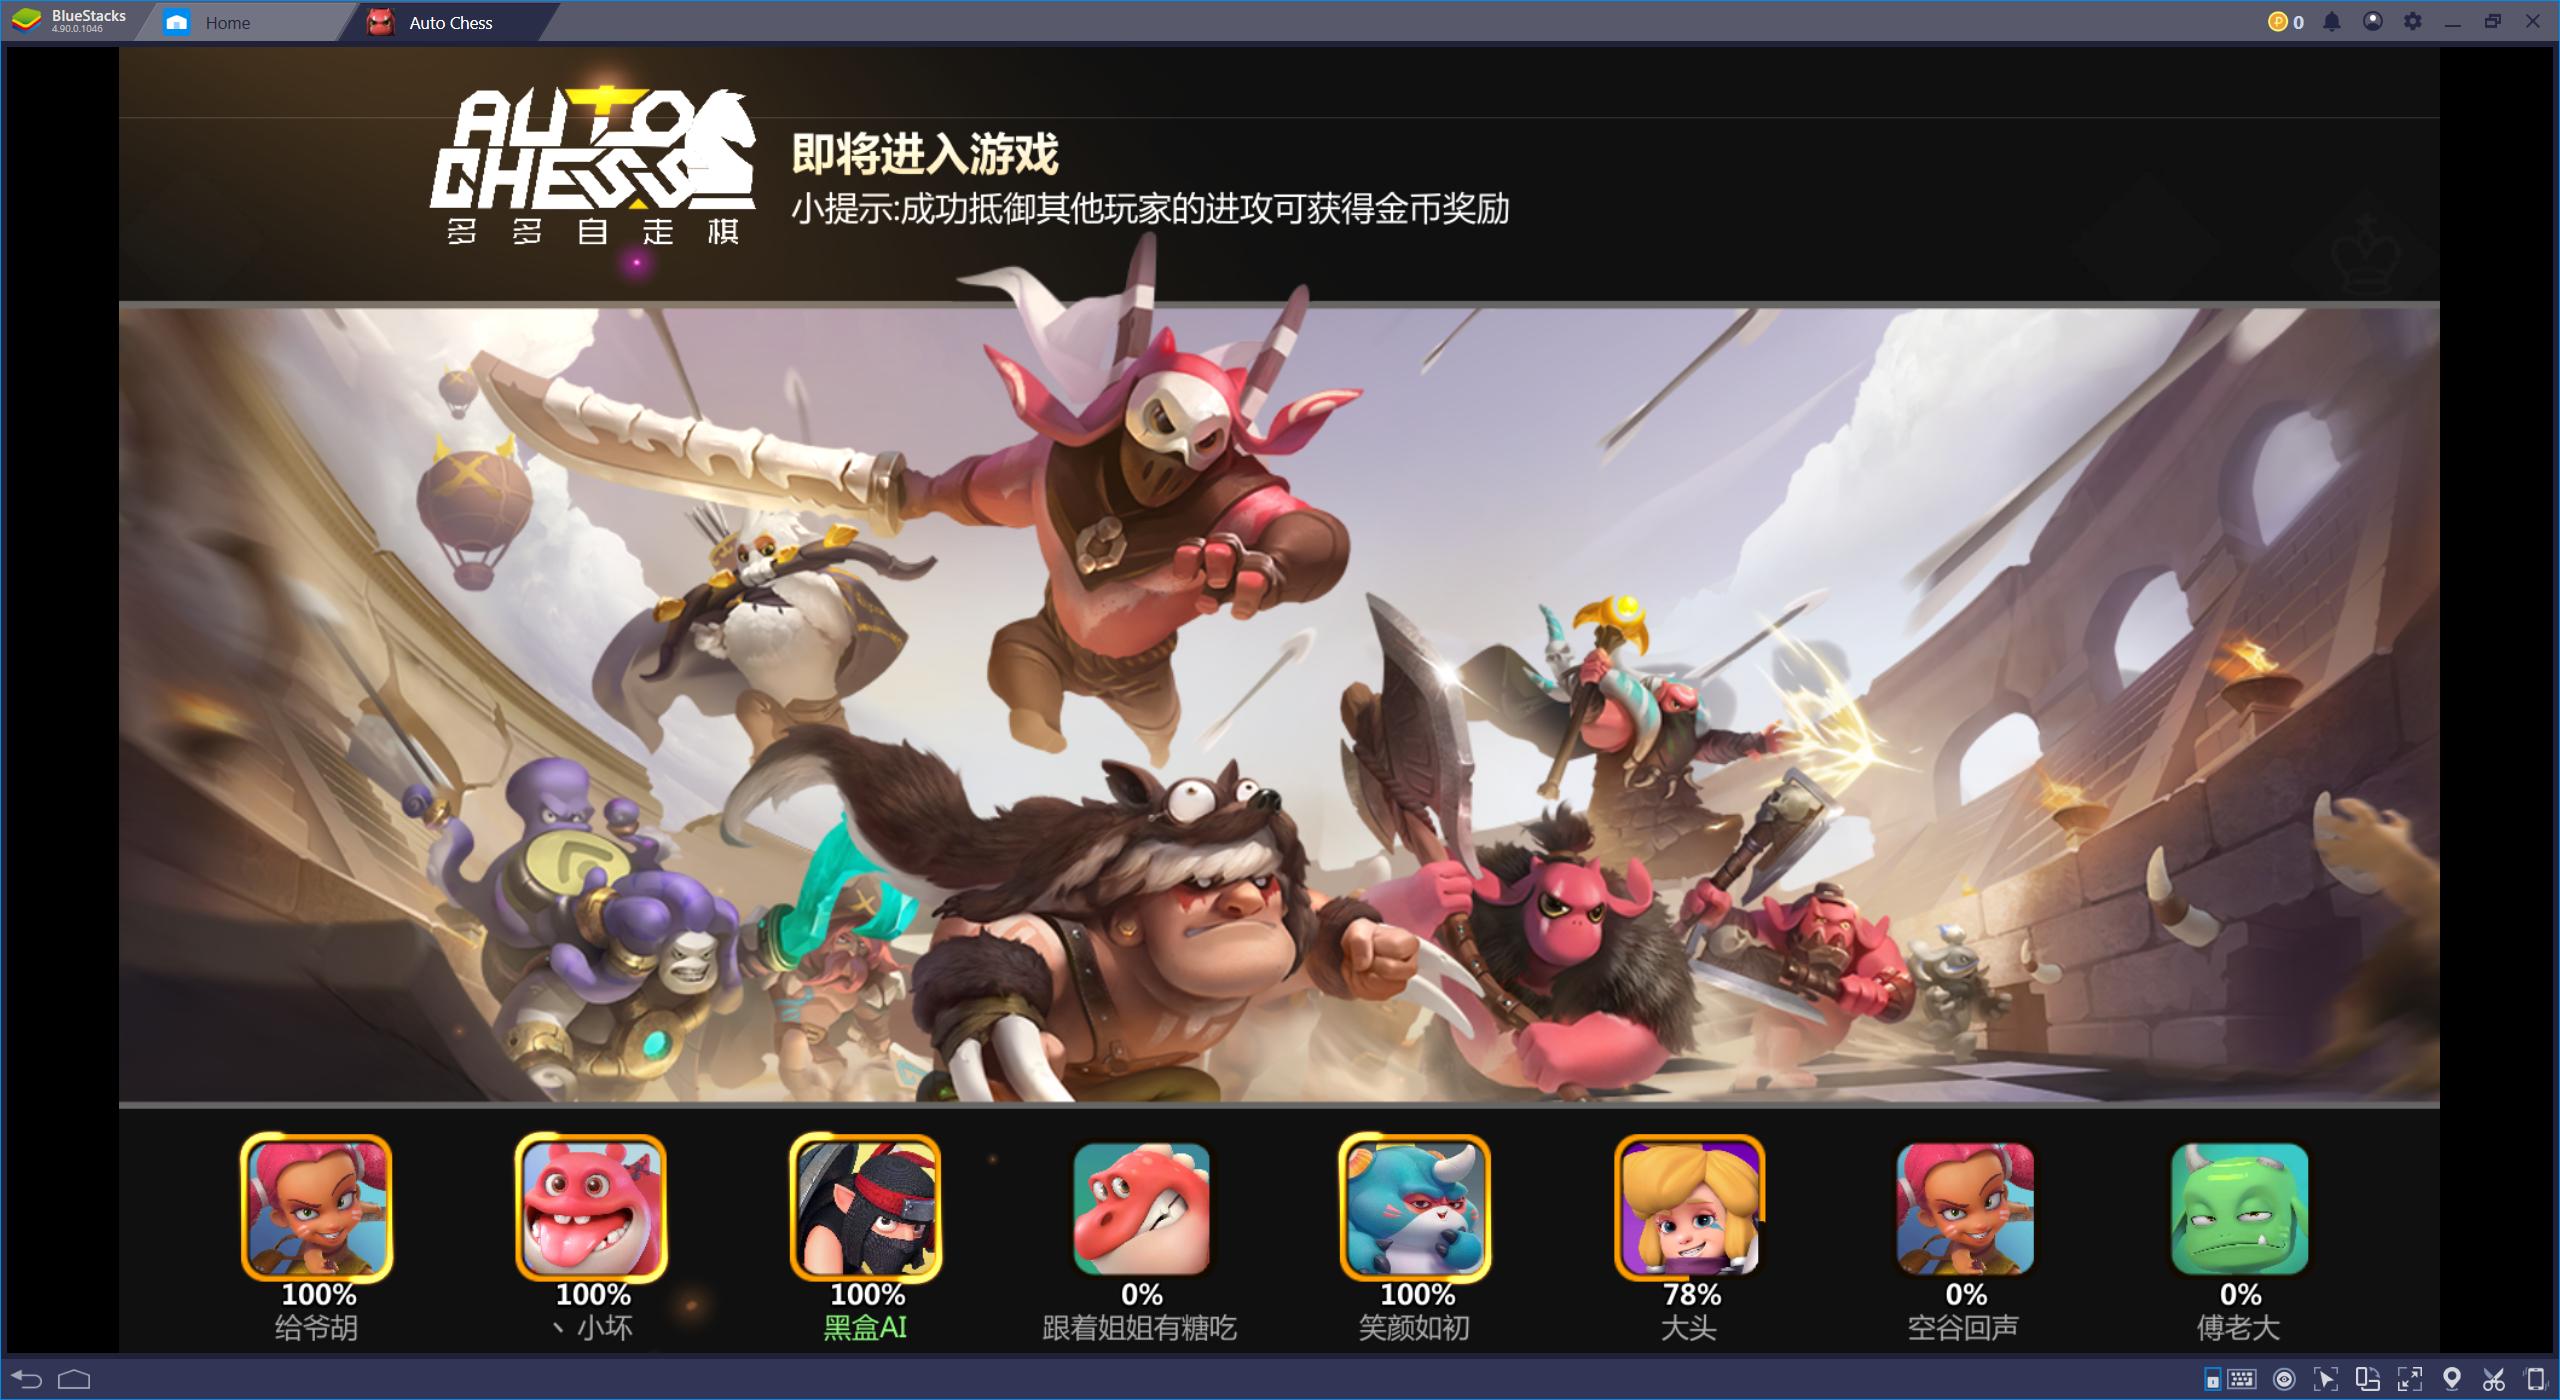 BlueStacks
4.90.0.1046
Home
Auto Chess
0
AUTO
CHESS
多多自走棋
即将进入游戏
小提示:成功抵御其他玩家的进攻可获得金币奖励
100%
100%
100%
0%
100%
78%
0%
0%
给爷胡
丶小坏
黑盒AI
跟着姐姐有糖吃
笑颜如初
大头
空谷回声
傅老大